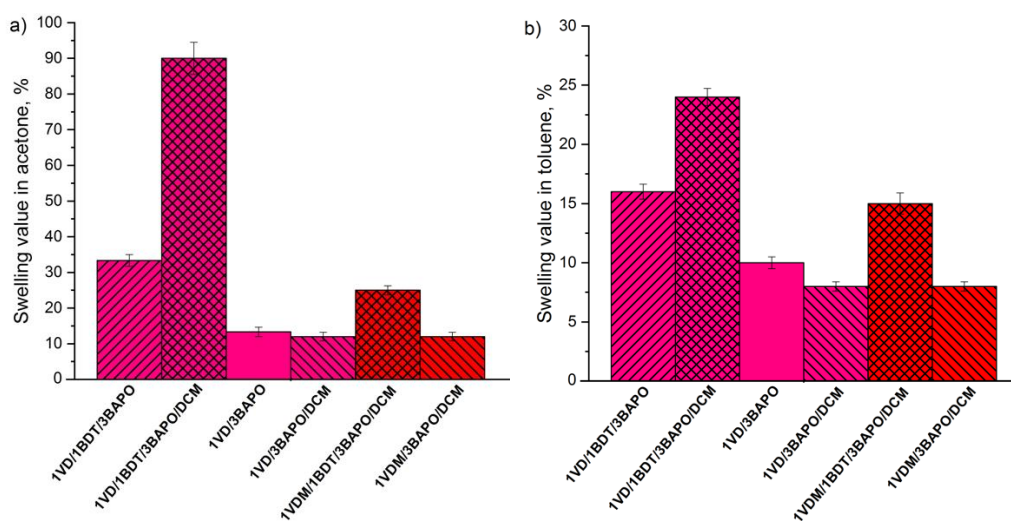 a)
Swelling value in acetone, %
100
90
80
70
60
50
40
30
20
10
0
1VD/1BDT/3BAPO
1VD/1BDT/3BAPO/DCM
1VD/3BAPO
1VD/3BAPO/DCM
1VDM/1BDT/3BAPO/DCM
1VDM/3BAPO/DCM
b)
Swelling value in toluene, %
30
25
20
15
10
5
0
1VD/1BDT/3BAPO
1VD/1BDT/3BAPO/DCM
1VD/3BAPO
1VD/3BAPO/DCM
1VDM/1BDT/3BAPO/DCM
1VDM/3BAPO/DCM